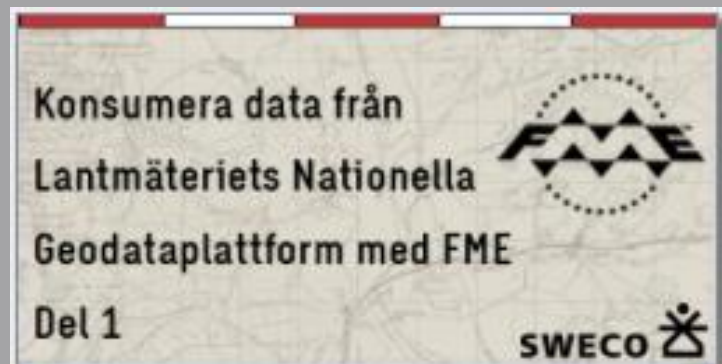 Konsumera data från
Lantmäteriets Nationella
Geodataplattform med FME
Del 1
FME
SWECO